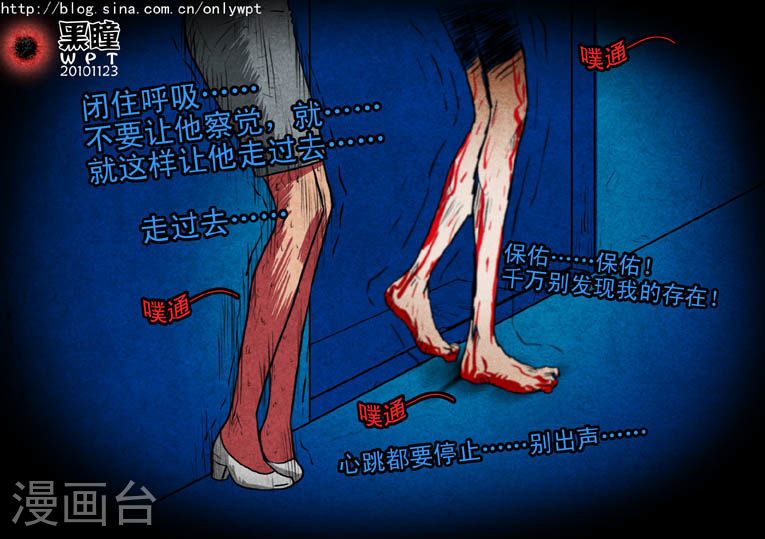 http://blog.sina.com.cn/onlywpt
黑瞳
WPT
20101123
噗通
闭住呼吸……
不要让他察觉，就……
就这样让他走过去……
走过去……
保佑……保佑！
千万别发现我的存在！
噗通
噗通
心跳都要停止……别出声……
漫画台